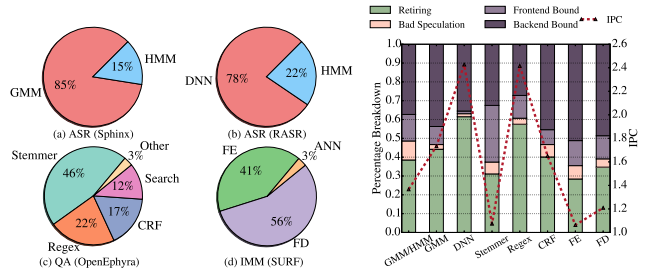 GMM
85%
15%
HMM
(a) ASR (Sphinx)
DNN
78%
22%
HMM
(b) ASR (RASR)
Stemmer
46%
Other
3%
Search
12%
17%
CRF
22%
Regex
(c) QA (OpenEphyra)
FE
41%
ANN
3%
56%
FD
(d) IMM (SURF)
Retiring
Frontend Bound
Bad Speculation
Backend Bound
IPC
Percentage Breakdown
1.0
0.9
0.8
0.7
0.6
0.5
0.4
0.3
0.2
0.1
0.0
2.6
2.4
2.2
2.0
1.8
1.6
1.4
1.2
1.0
IPC
GMM/HMM
GMM
DNN
Stemmer
Regex
CRF
FE
FD